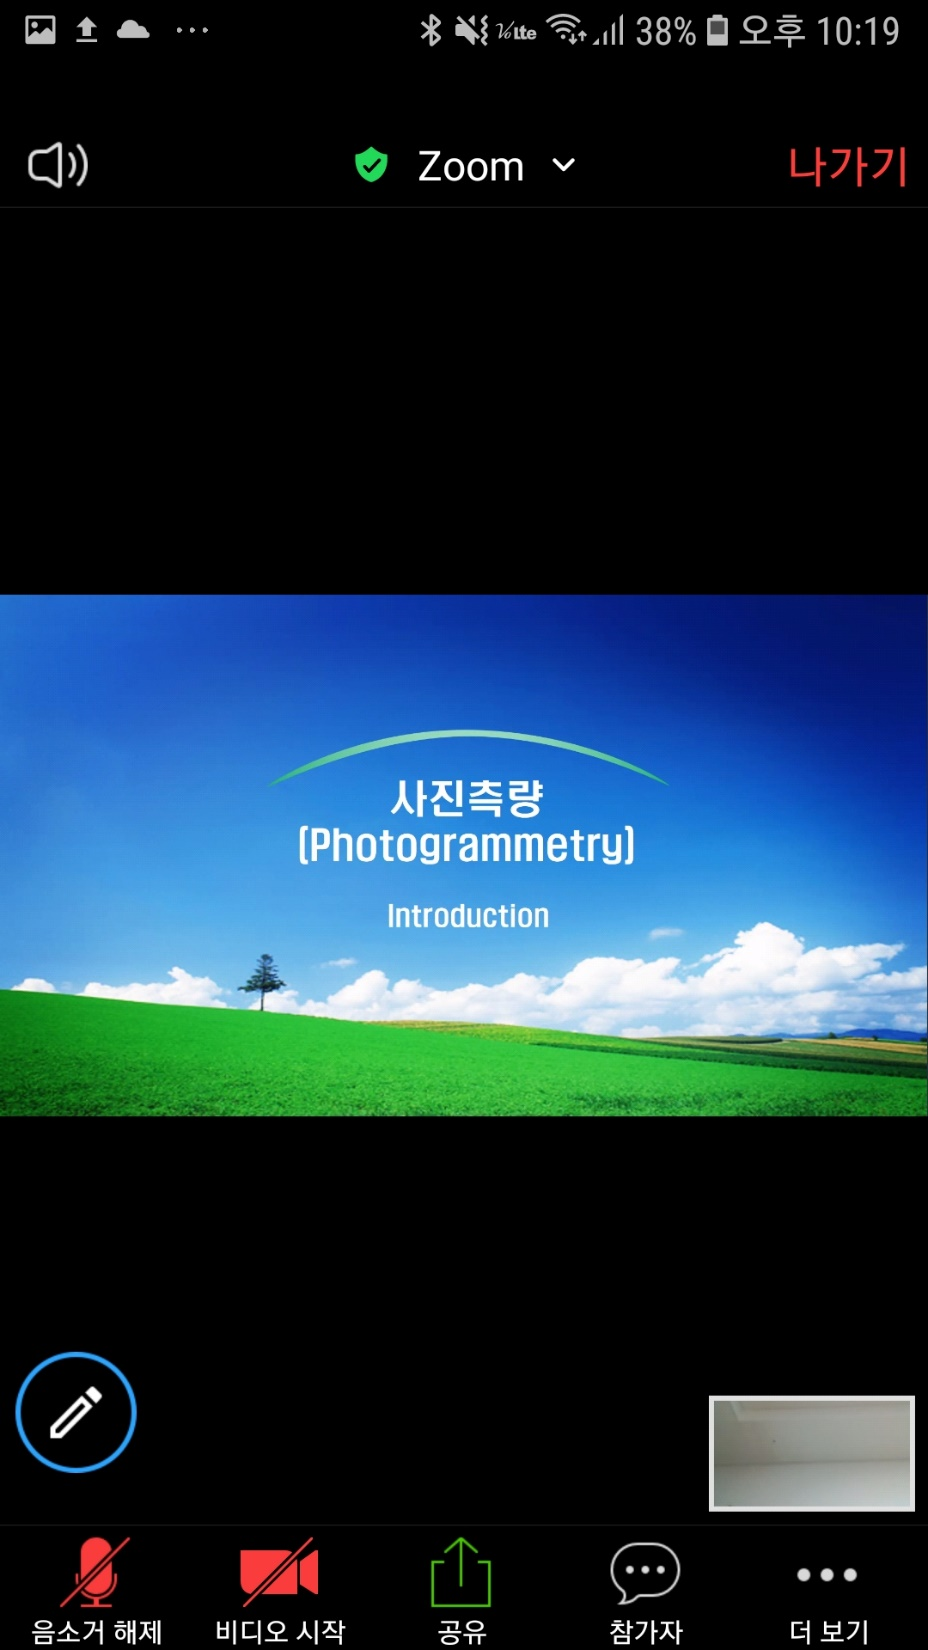 VoLTE 38% 오후 10:19
Zoom 나가기
사진측량
(Photogrammetry)
Introduction
음소거 해제 비디오 시작 공유 참가자 더 보기